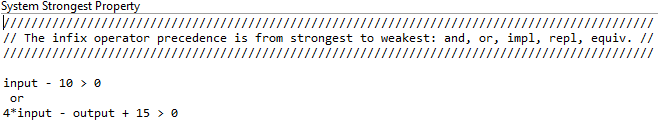 System Strongest Property
/////////////////////////////////////////////////////////////////////////////////////////////
// The infix operator precedence is from strongest to weakest: and, or, impl, repl, equiv. //
/////////////////////////////////////////////////////////////////////////////////////////////
input - 10 > 0
or
4*input - output + 15 > 0